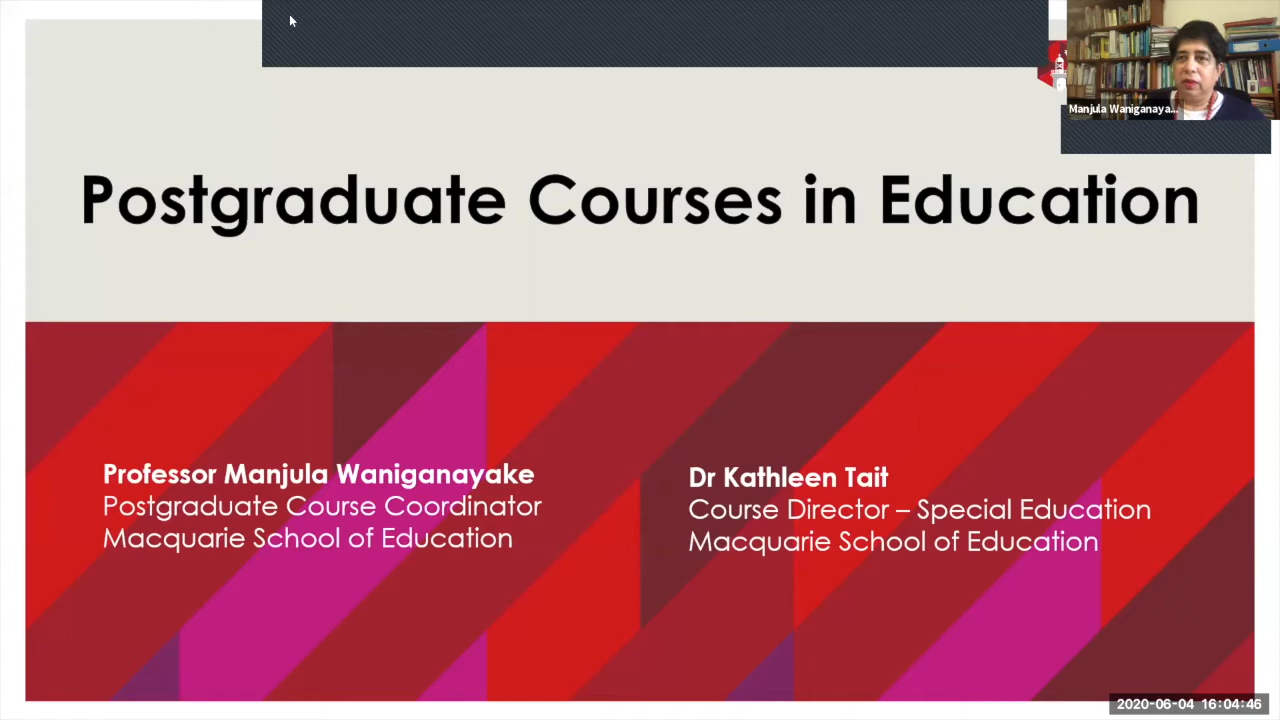 Manjula Waniganaya...
Postgraduate Courses in Education
Professor Manjula Waniganayake
Postgraduate Course Coordinator
Macquarie School of Education
Dr Kathleen Tait
Course Director – Special Education
Macquarie School of Education
2020-06-04 16:04:46